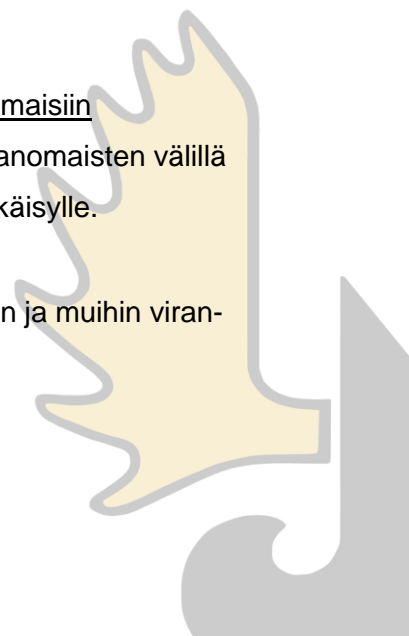 maisiin
anomaisten välillä
käisylle.
n ja muihin viran-